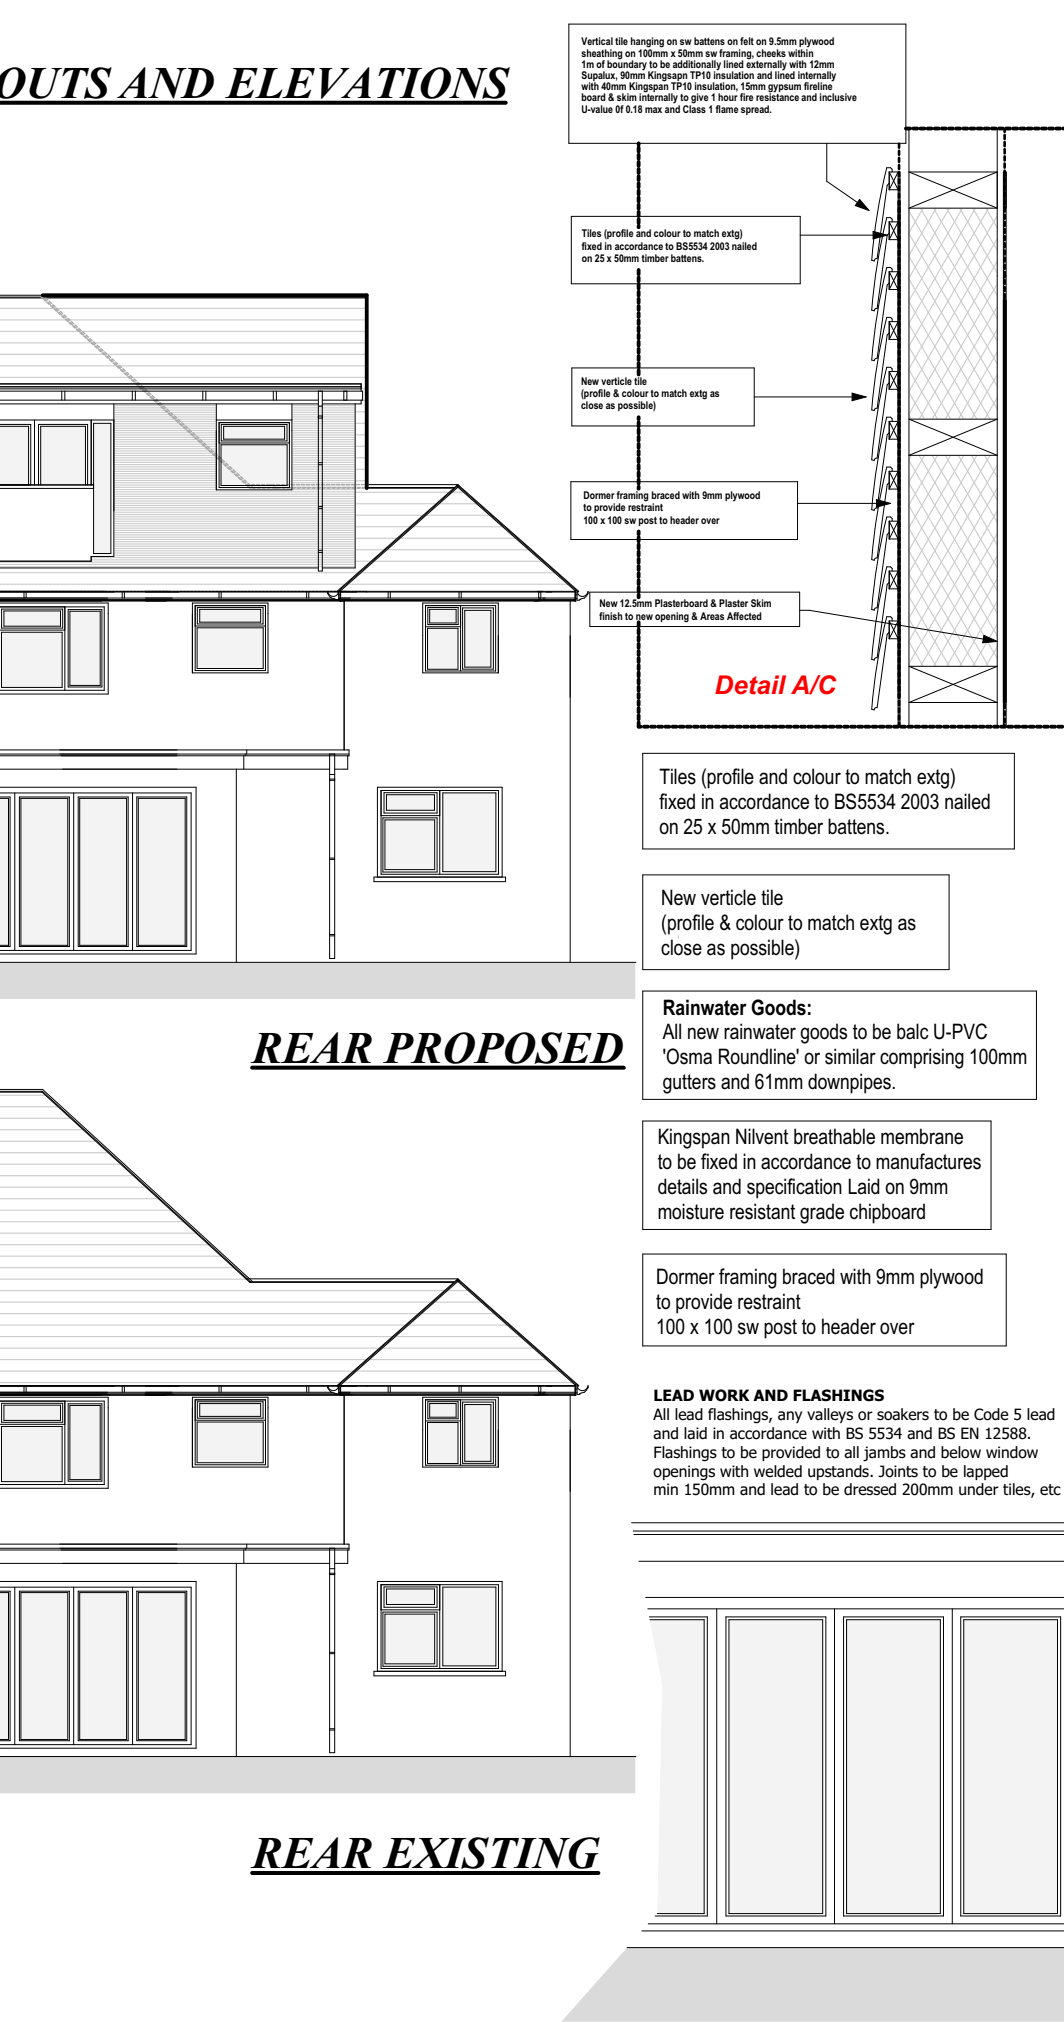 OUTS AND ELEVATIONS
Vertical tile hanging on sw battens on felt on 9.5mm plywood
sheathing on 100mm x 50mm sw framing, cheeks within
1m of boundary to be additionally lined externally with 12mm
Supalux, 90mm Kingsapn TP10 insulation and lined internally
with 40mm Kingspan TP10 insulation, 15mm gypsum fireline
board & skim internally to give 1 hour fire resistance and inclusive
U-value 0f 0.18 max and Class 1 flame spread.
Tiles (profile and colour to match extg)
fixed in accordance to BS5534 2003 nailed
on 25 x 50mm timber battens.
New verticle tile
(profile & colour to match extg as
close as possible)
Dormer framing braced with 9mm plywood
to provide restraint
100 x 100 sw post to header over
New 12.5mm Plasterboard & Plaster Skim
finish to new opening & Areas Affected
Detail A/C
Tiles (profile and colour to match extg)
fixed in accordance to BS5534 2003 nailed
on 25 x 50mm timber battens.
New verticle tile
(profile & colour to match extg as
close as possible)
Rainwater Goods:
All new rainwater goods to be balc U-PVC
'Osma Roundline' or similar comprising 100mm
gutters and 61mm downpipes.
REAR PROPOSED
Kingspan Nilvent breathable membrane
to be fixed in accordance to manufactures
details and specification Laid on 9mm
moisture resistant grade chipboard
Dormer framing braced with 9mm plywood
to provide restraint
100 x 100 sw post to header over
LEAD WORK AND FLASHINGS
All lead flashings, any valleys or soakers to be Code 5 lead
and laid in accordance with BS 5534 and BS EN 12588.
Flashings to be provided to all jambs and below window
openings with welded upstands. Joints to be lapped
min 150mm and lead to be dressed 200mm under tiles, etc
REAR EXISTING